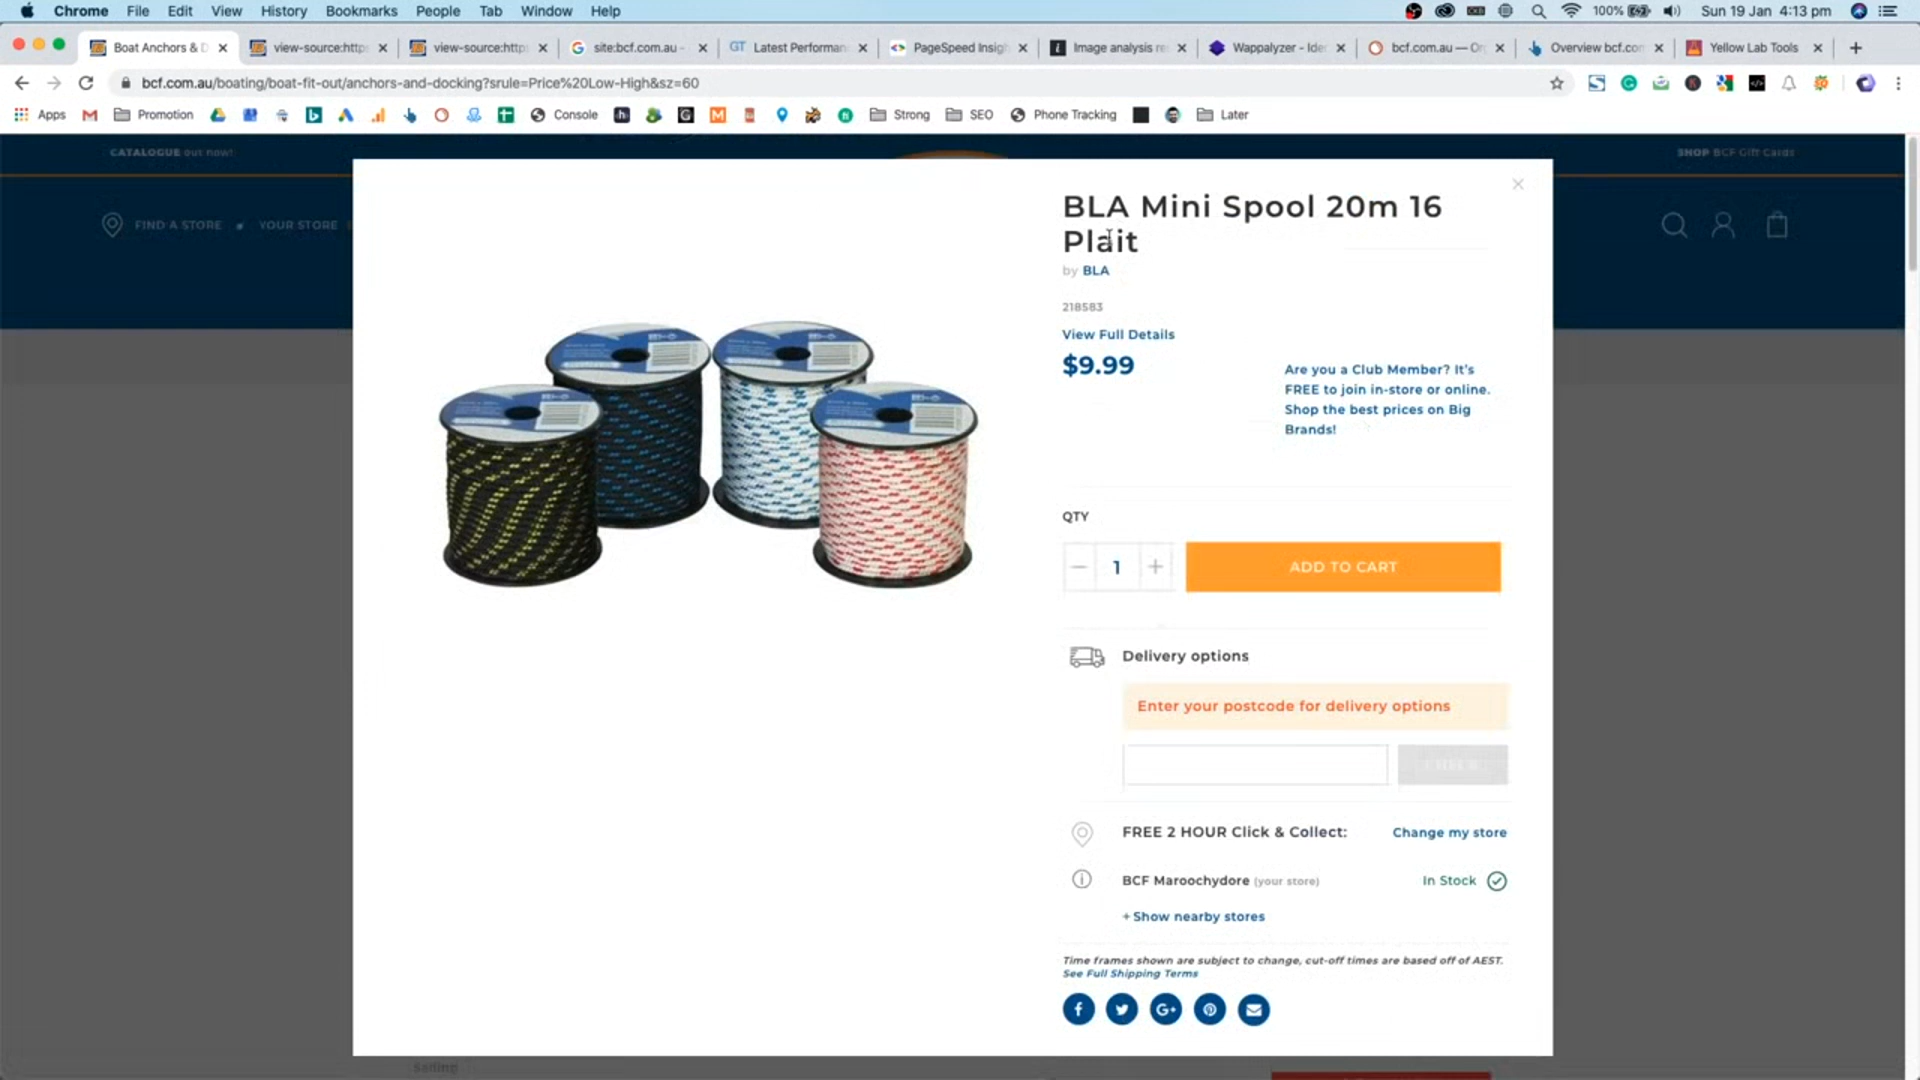 Chrome File Edit View History Bookmarks People Tab Window Help 100% Sun 19 Jan 4:13 pm
Boat Anchors & D view-source:https view-source:https site:bcf.com.au - Latest Performan PageSpeed Insigh Image analysis re Wappalyzer - Ide bcf.com.au — Or Overview bcf.com Yellow Lab Tools
bcf.com.au/boating/boat-fit-out/anchors-and-docking?srule=Price%20Low-High&sz=60
Apps Promotion Console Strong SEO Phone Tracking Later
CATALOGUE out now! SHOP BCF Gift Cards
FIND A STORE YOUR STORE
BLA Mini Spool 20m 16
Plait
by BLA
218583
View Full Details
$9.99
Are you a Club Member? It's
FREE to join in-store or online.
Shop the best prices on Big
Brands!
QTY
1 ADD TO CART
Delivery options
Enter your postcode for delivery options
FREE 2 HOUR Click & Collect: Change my store
BCF Maroochydore (your store) In Stock
+ Show nearby stores
Time frames shown are subject to change, cut-off times are based off of AEST.
See Full Shipping Terms